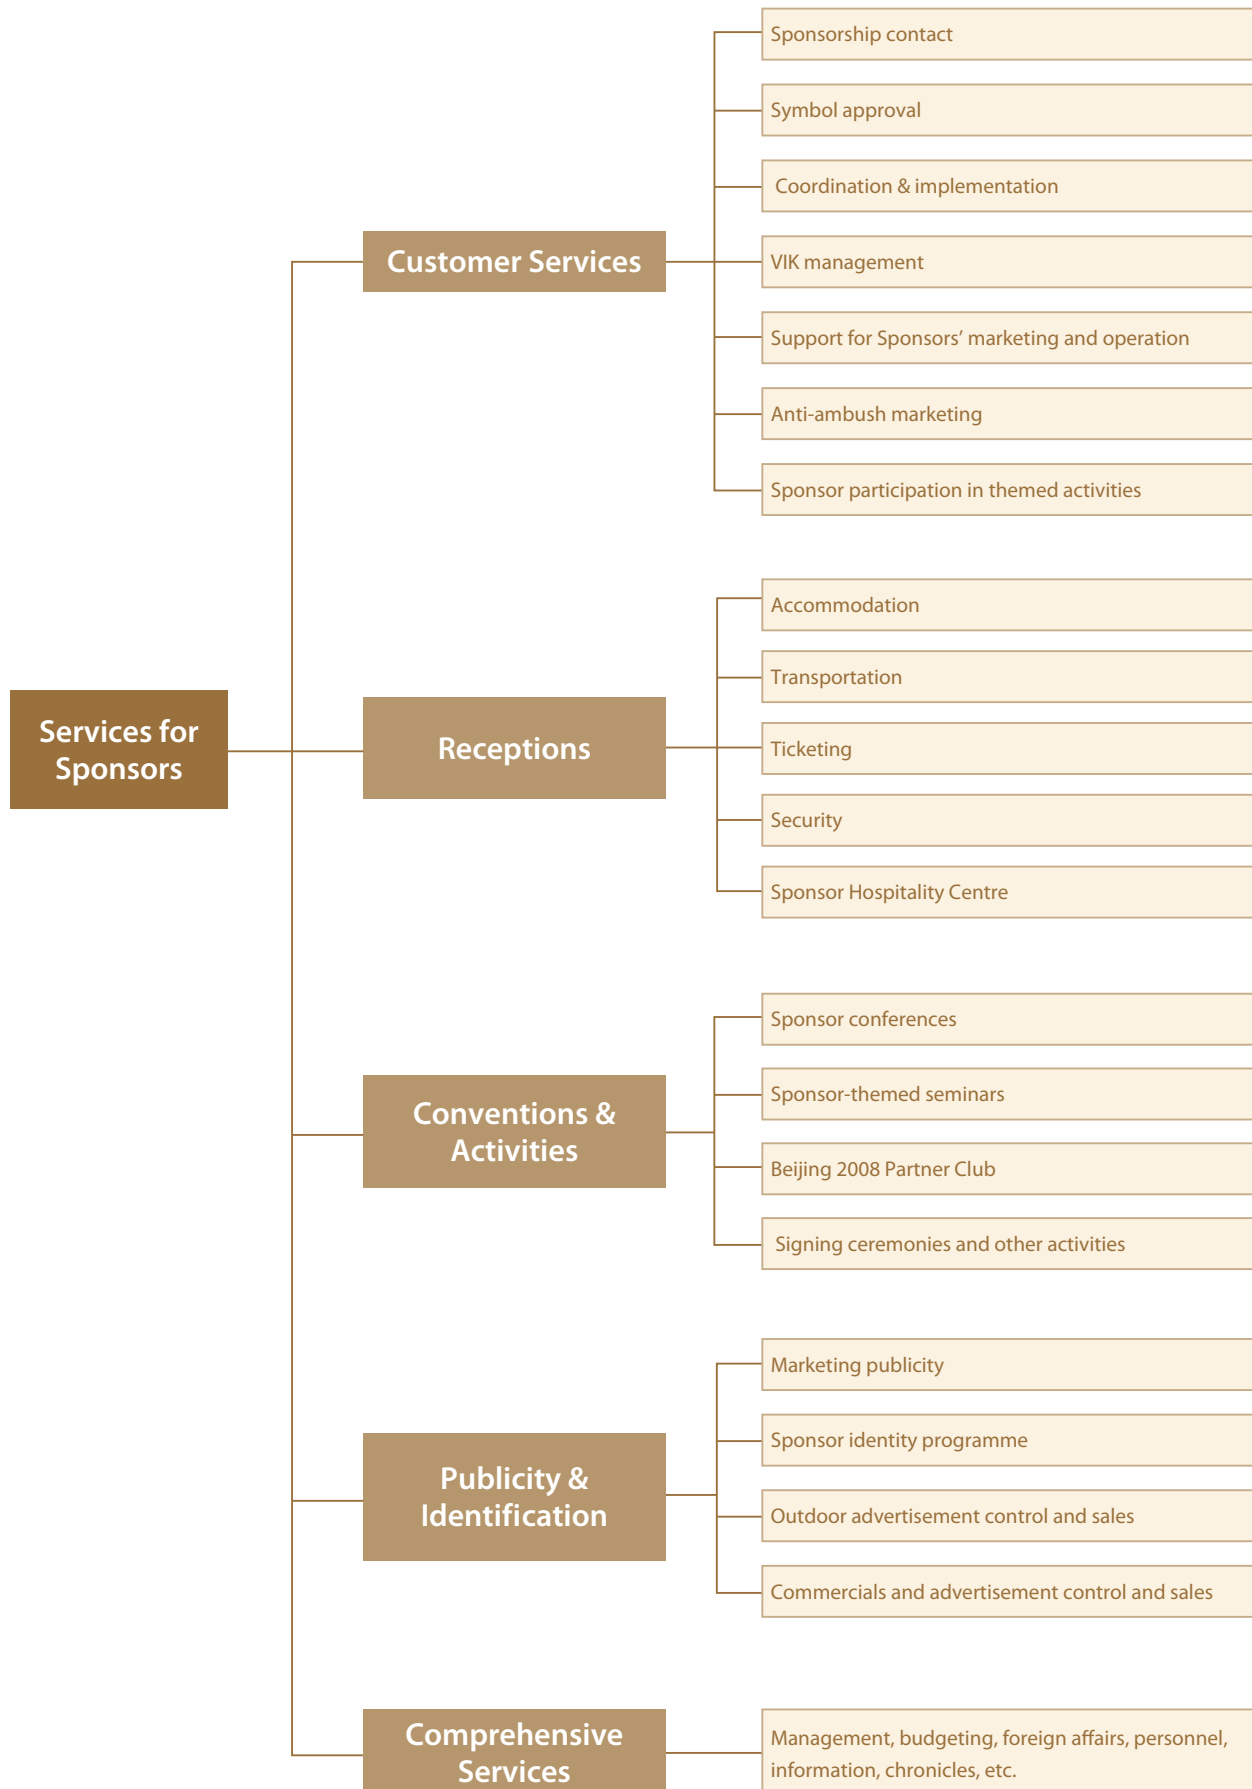 Services for
Sponsors
Customer Services
Sponsorship contact
Symbol approval
Coordination & implementation
VIK management
Support for Sponsors’ marketing and operation
Anti-ambush marketing
Sponsor participation in themed activities
Receptions
Accommodation
Transportation
Ticketing
Security
Sponsor Hospitality Centre
Conventions &
Activities
Sponsor conferences
Sponsor-themed seminars
Beijing 2008 Partner Club
Signing ceremonies and other activities
Publicity &
Identification
Marketing publicity
Sponsor identity programme
Outdoor advertisement control and sales
Commercials and advertisement control and sales
Comprehensive
Services
Management, budgeting, foreign affairs, personnel,
information, chronicles, etc.